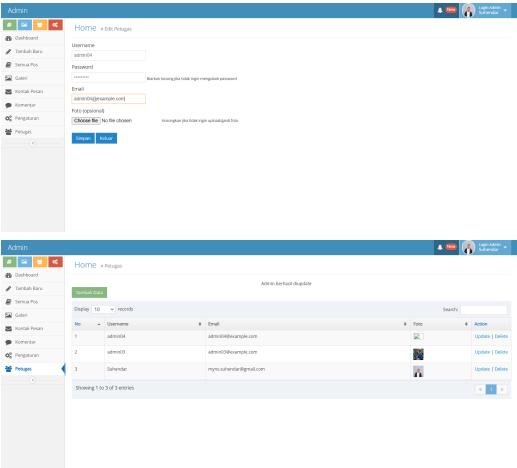 Admin
New
Login Admin
Suhendar
Home » Edit Petugas
Dashboard
Tambah Baru
Semua Pos
Galeri
Kontak Pesan
Komentar
Pengaturan
Petugas
Username
admin04
Password
Biarkan kosong jika tidak ingin mengubah password
Email
admin04@example.com
Foto (opsional)
Choose file No file chosen
Kosongkan jika tidak ingin upload/ganti foto
Simpan Keluar
Admin
New
Login Admin
Suhendar
Home » Petugas
Dashboard
Tambah Baru
Semua Pos
Galeri
Kontak Pesan
Komentar
Pengaturan
Petugas
Admin berhasil diupdate
Tambah Data
Display 10 records
Search:
No Username Email Foto Action
1 admin04 admin04@example.com Update | Delete
2 admin03 admin03@example.com Update | Delete
3 Suhendar myns.suhendar@gmail.com Update | Delete
Showing 1 to 3 of 3 entries
« 1 »